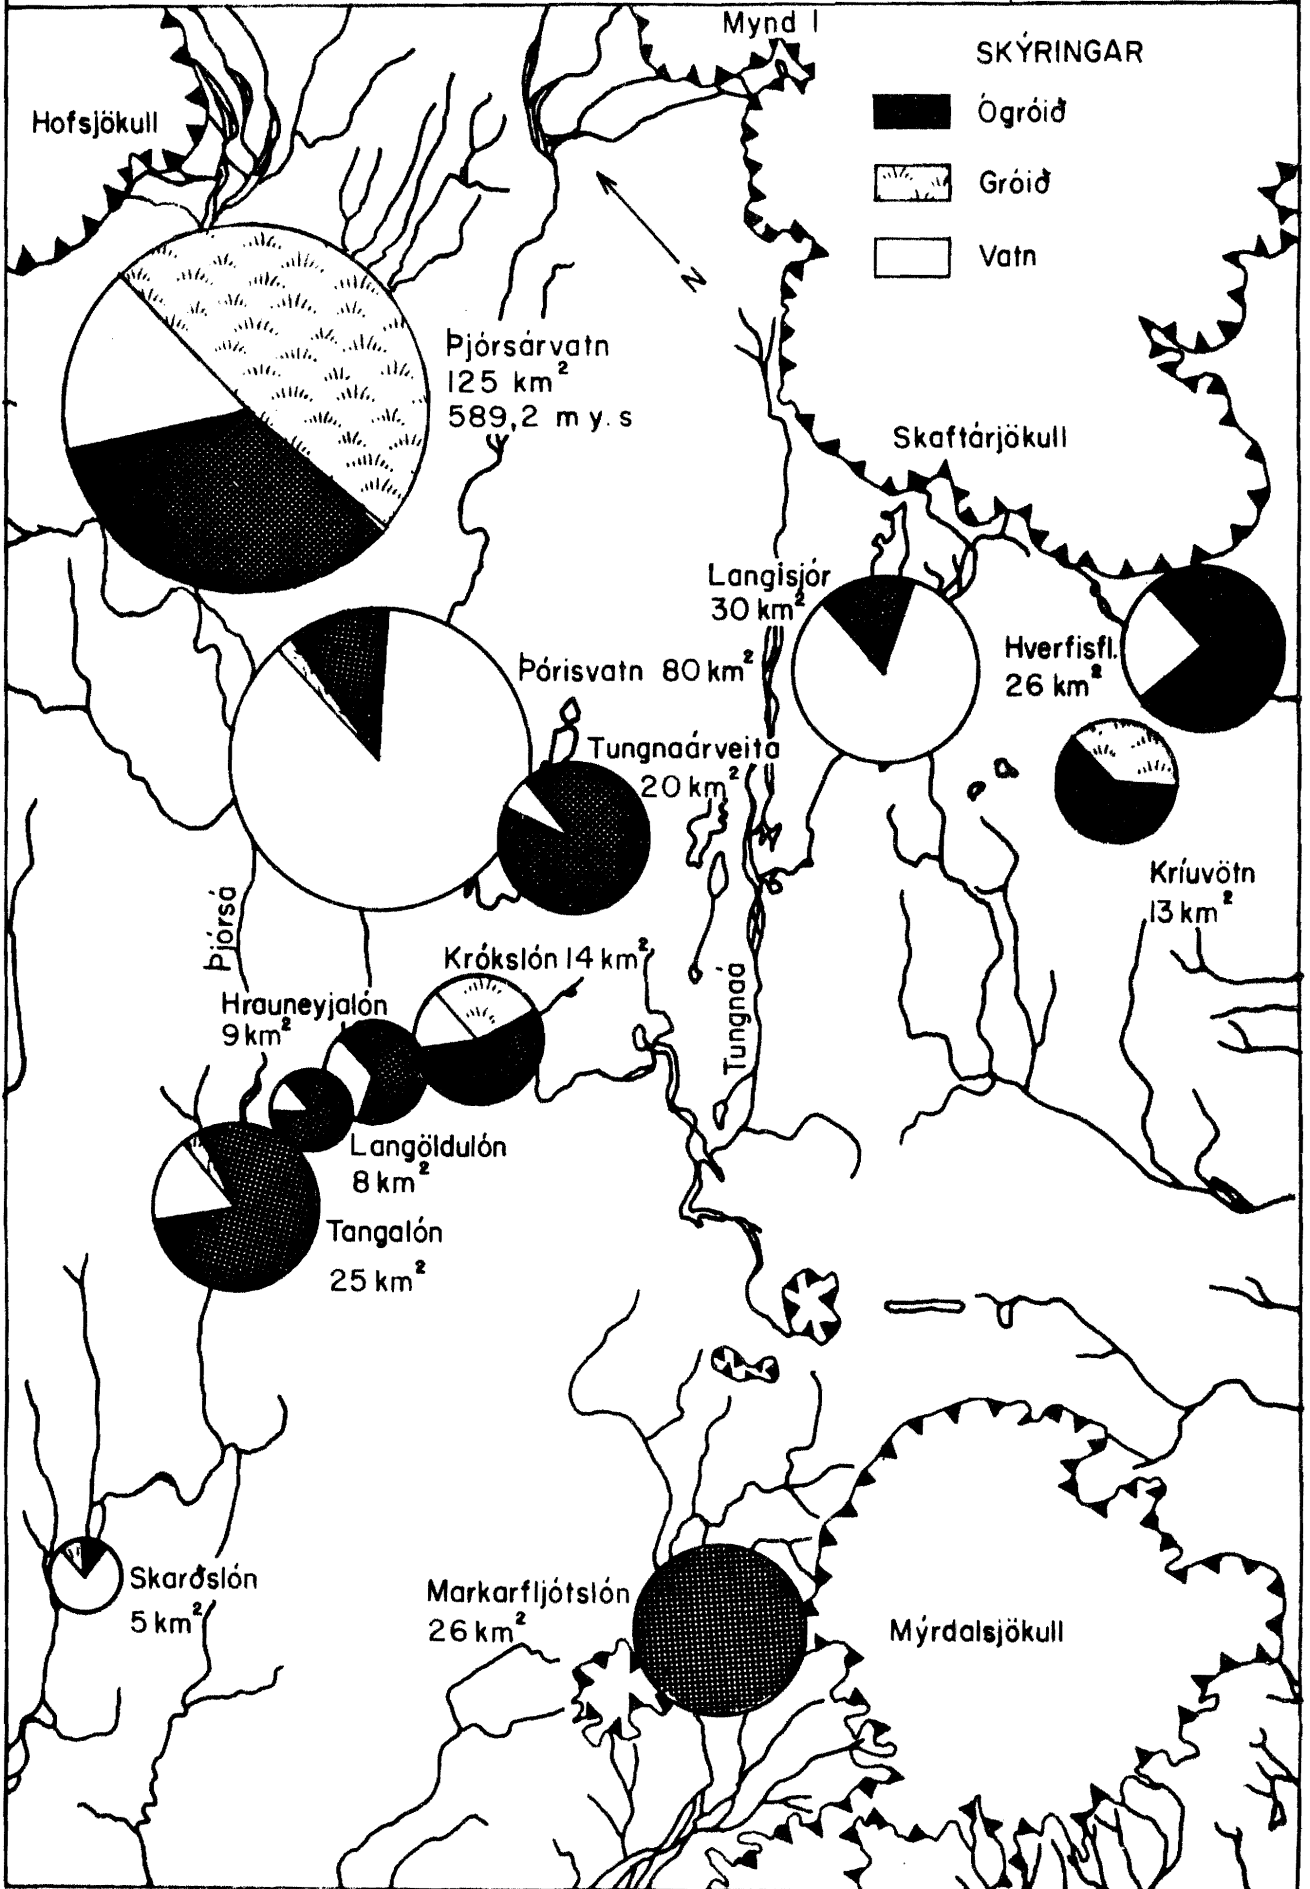 Mynd 1
SKÝRINGAR
Ógróið
Gróið
Vatn
Hofsjökull
N
Þjórsárvatn
125 km²
589,2 m y. s
Skaftárjökull
Langisjór
30 km²
Hverfisfl.
26 km²
Þórisvatn 80 km²
Tungnaárveita
20 km²
Kríuvötn
13 km²
Þjórsá
Tungnaá
Krókslón 14 km²
Hrauneyjalón
9 km²
Langöldulón
8 km²
Tangalón
25 km²
Skarðslón
5 km²
Markarfljótslón
26 km²
Mýrdalsjökull